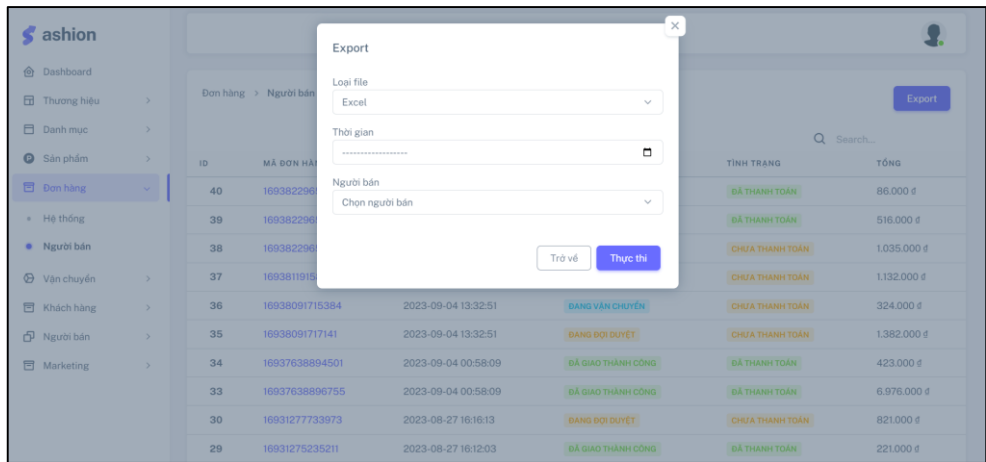 ashion
Export
Dashboard
Loại file
Thương hiệu
Đơn hàng > Người bán
Excel
Export
Danh mục
Thời gian
Search...
Sản phẩm
------------------
ID MÃ ĐƠN HÀN TÌNH TRẠNG TỔNG
Đơn hàng
Người bán
40 169382296 ĐÃ THANH TOÁN 86.000 đ
Chọn người bán
Hệ thống
39 169382296 ĐÃ THANH TOÁN 516.000 đ
Người bán
38 169382296 CHƯA THANH TOÁN 1.035.000 đ
Trở về Thực thi
Vận chuyển
37 169381915 CHƯA THANH TOÁN 1.132.000 đ
Khách hàng
36 16938091715384 2023-09-04 13:32:51 ĐANG VẬN CHUYỂN CHƯA THANH TOÁN 324.000 đ
Người bán
35 16938091717141 2023-09-04 13:32:51 ĐANG ĐỢI DUYỆT CHƯA THANH TOÁN 1.382.000 đ
Marketing
34 16937638894501 2023-09-04 00:58:09 ĐÃ GIAO THÀNH CÔNG ĐÃ THANH TOÁN 423.000 đ
33 16937638896755 2023-09-04 00:58:09 ĐÃ GIAO THÀNH CÔNG ĐÃ THANH TOÁN 6.976.000 đ
30 16931277733973 2023-08-27 16:16:13 ĐANG ĐỢI DUYỆT CHƯA THANH TOÁN 821.000 đ
29 16931275235211 2023-08-27 16:12:03 ĐÃ GIAO THÀNH CÔNG ĐÃ THANH TOÁN 221.000 đ